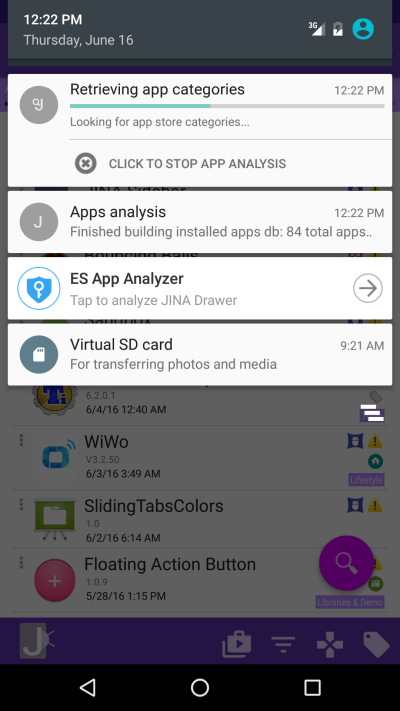 12:22 PM
Thursday, June 16
3G
Retrieving app categories 12:22 PM
Looking for app store categories...
CLICK TO STOP APP ANALYSIS
JINA Sidebar
J Apps analysis 12:22 PM
Finished building installed apps db: 84 total apps..
Bouncing Balls
ES App Analyzer
Tap to analyze JINA Drawer
Sandbox
Virtual SD card 9:21 AM
For transferring photos and media
6.2.0.1
6/4/16 12:40 AM
WiWo
V3.2.50
6/3/16 3:49 AM
Lifestyle
SlidingTabsColors
1.0
6/2/16 6:14 AM
Floating Action Button
1.0.9
5/28/16 1:15 PM
Libraries & Demo
J